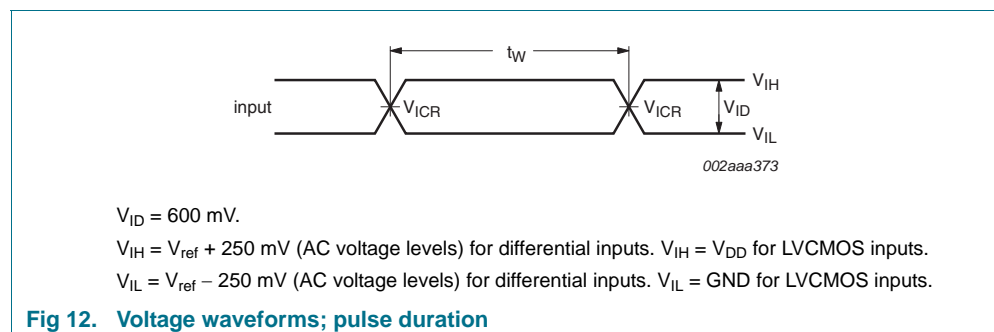 tW
VIH
input
VICR
VICR
VID
VIL
002aaa373
VID = 600 mV.
VIH = Vref + 250 mV (AC voltage levels) for differential inputs. VIH = VDD for LVCMOS inputs.
VIL = Vref − 250 mV (AC voltage levels) for differential inputs. VIL = GND for LVCMOS inputs.
Fig 12. Voltage waveforms; pulse duration